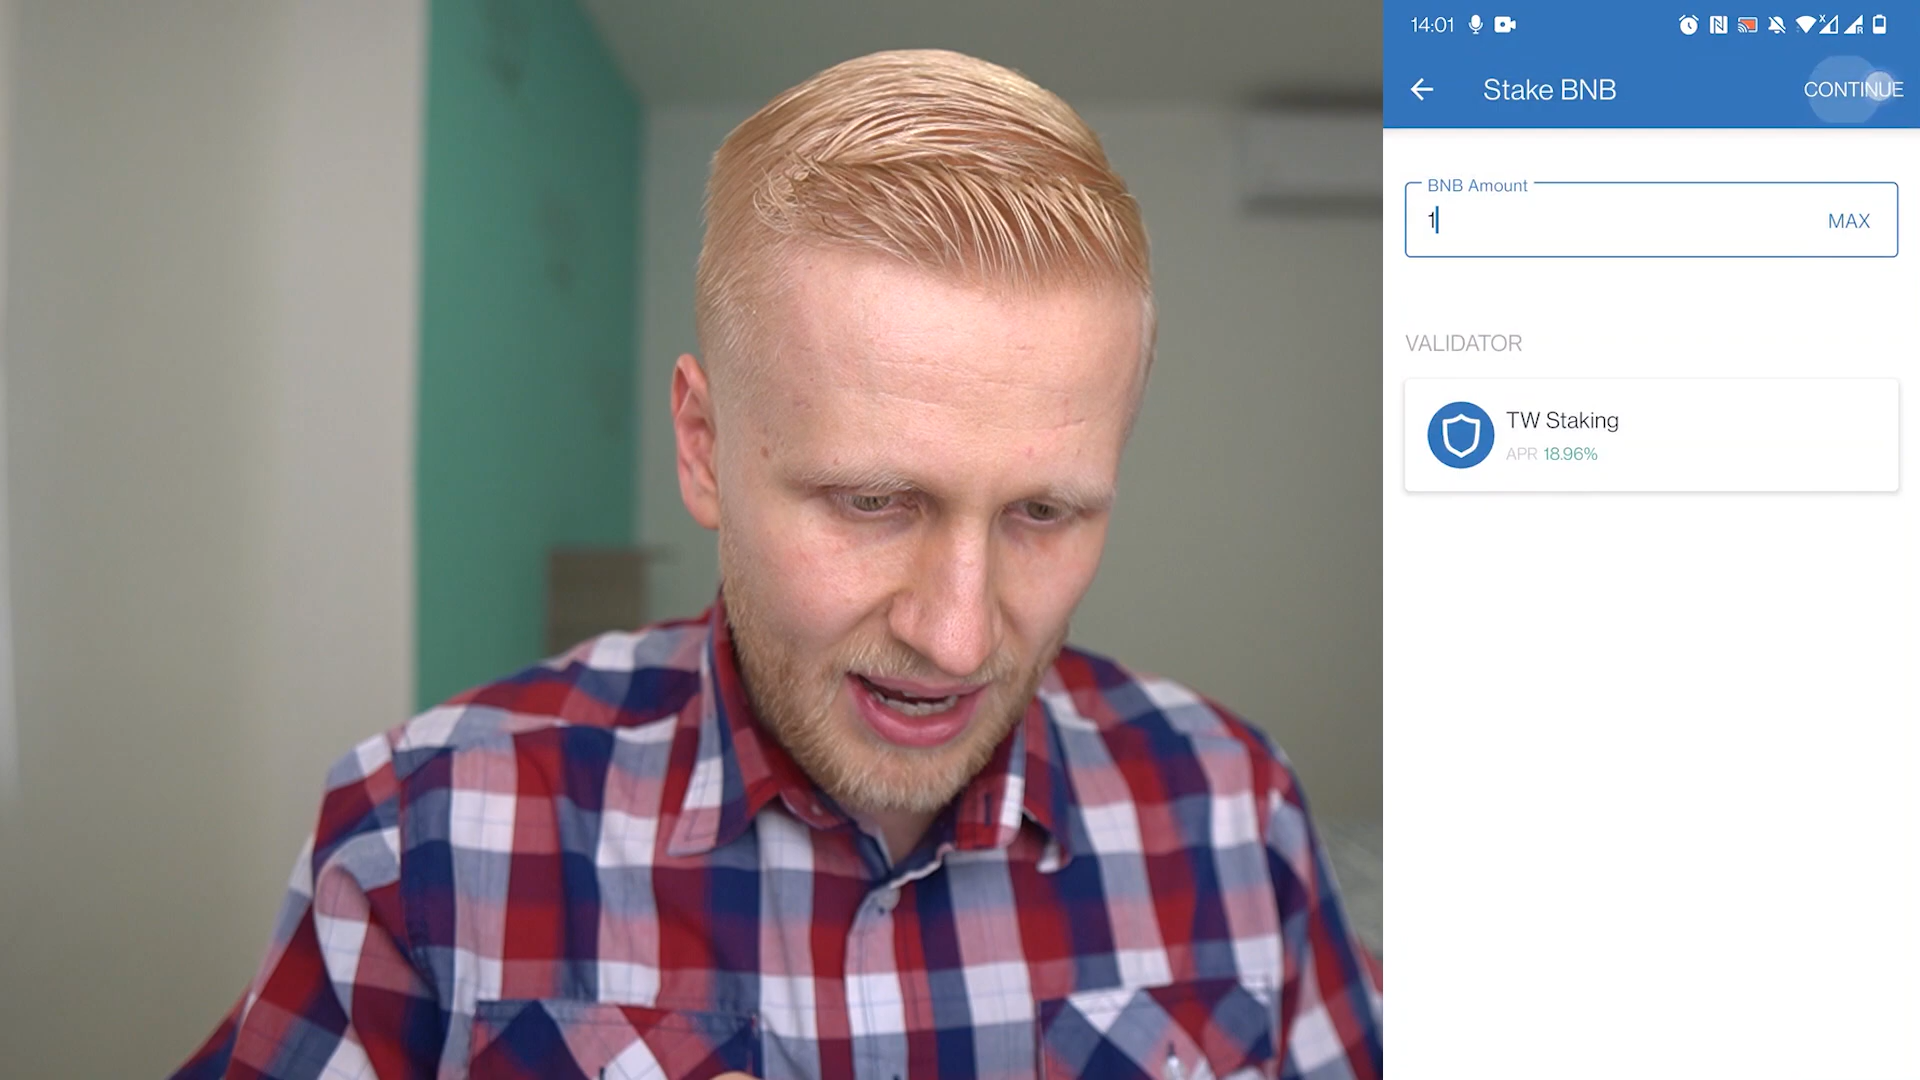 14:01
Stake BNB
CONTINUE
BNB Amount
1
MAX
VALIDATOR
TW Staking
APR 18.96%